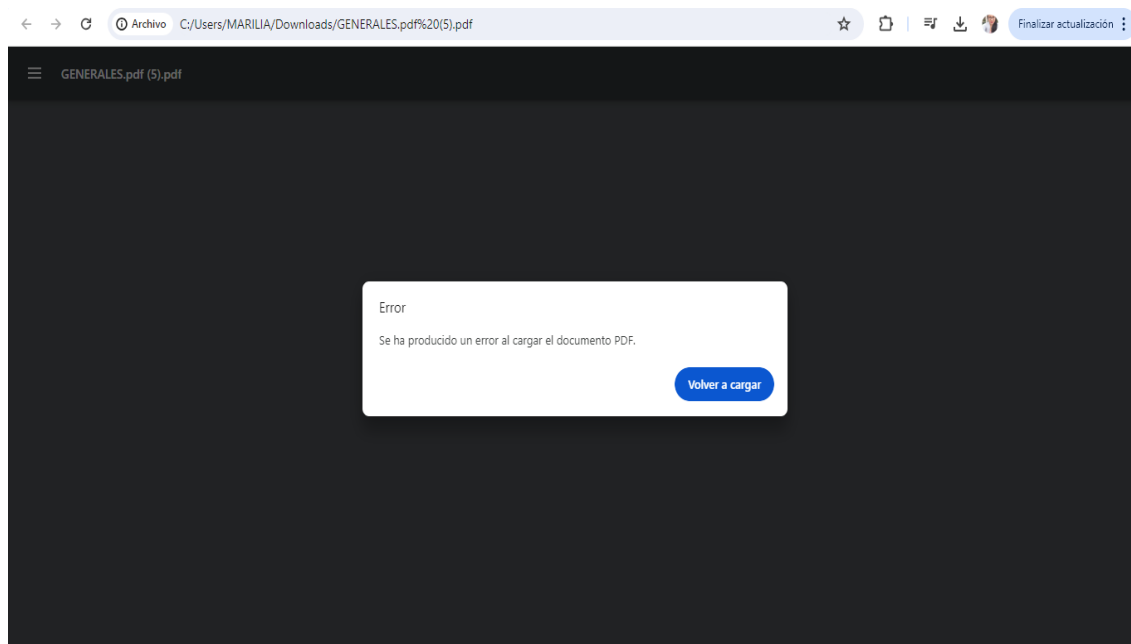 Archivo C:/Users/MARILIA/Downloads/GENERALES.pdf%20(5).pdf Finalizar actualización
GENERALES.pdf (5).pdf
Error
Se ha producido un error al cargar el documento PDF.
Volver a cargar